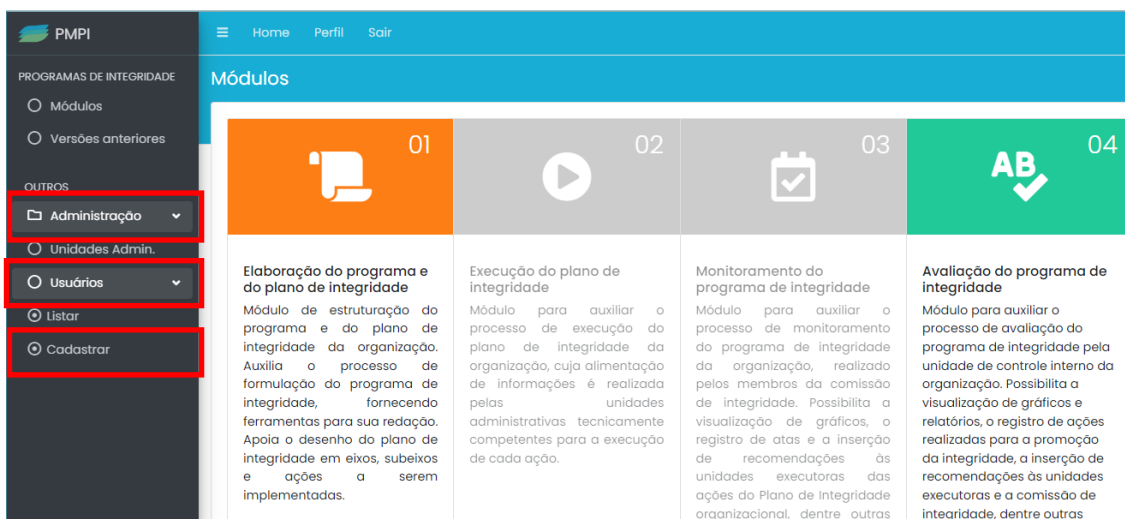 PMPI
Home Perfil Sair
PROGRAMAS DE INTEGRIDADE
Módulos
Versões anteriores
OUTROS
Administração
Unidades Admin.
Usuários
Listar
Cadastrar
Módulos
01
Elaboração do programa e
do plano de integridade
Módulo de estruturação do
programa e do plano de
integridade da organização.
Auxilia o processo de
formulação do programa de
integridade, fornecendo
ferramentas para sua redação.
Apoia o desenho do plano de
integridade em eixos, subeixos
e ações a serem
implementadas.
02
Execução do plano de
integridade
Módulo para auxiliar o
processo de execução do
plano de integridade da
organização, cuja alimentação
de informações é realizada
pelas unidades
administrativas tecnicamente
competentes para a execução
de cada ação.
03
Monitoramento do
programa de integridade
Módulo para auxiliar o
processo de monitoramento
do programa de integridade
da organização, realizado
pelos membros da comissão
de integridade. Possibilita a
visualização de gráficos, o
registro de atas e a inserção
de recomendações às
unidades executoras das
ações do Plano de Integridade
organizacional, dentre outras
04
AB
Avaliação do programa de
integridade
Módulo para auxiliar o
processo de avaliação do
programa de integridade pela
unidade de controle interno da
organização. Possibilita a
visualização de gráficos e
relatórios, o registro de ações
realizadas para a promoção
da integridade, a inserção de
recomendações às unidades
executoras e a comissão de
integridade, dentre outras